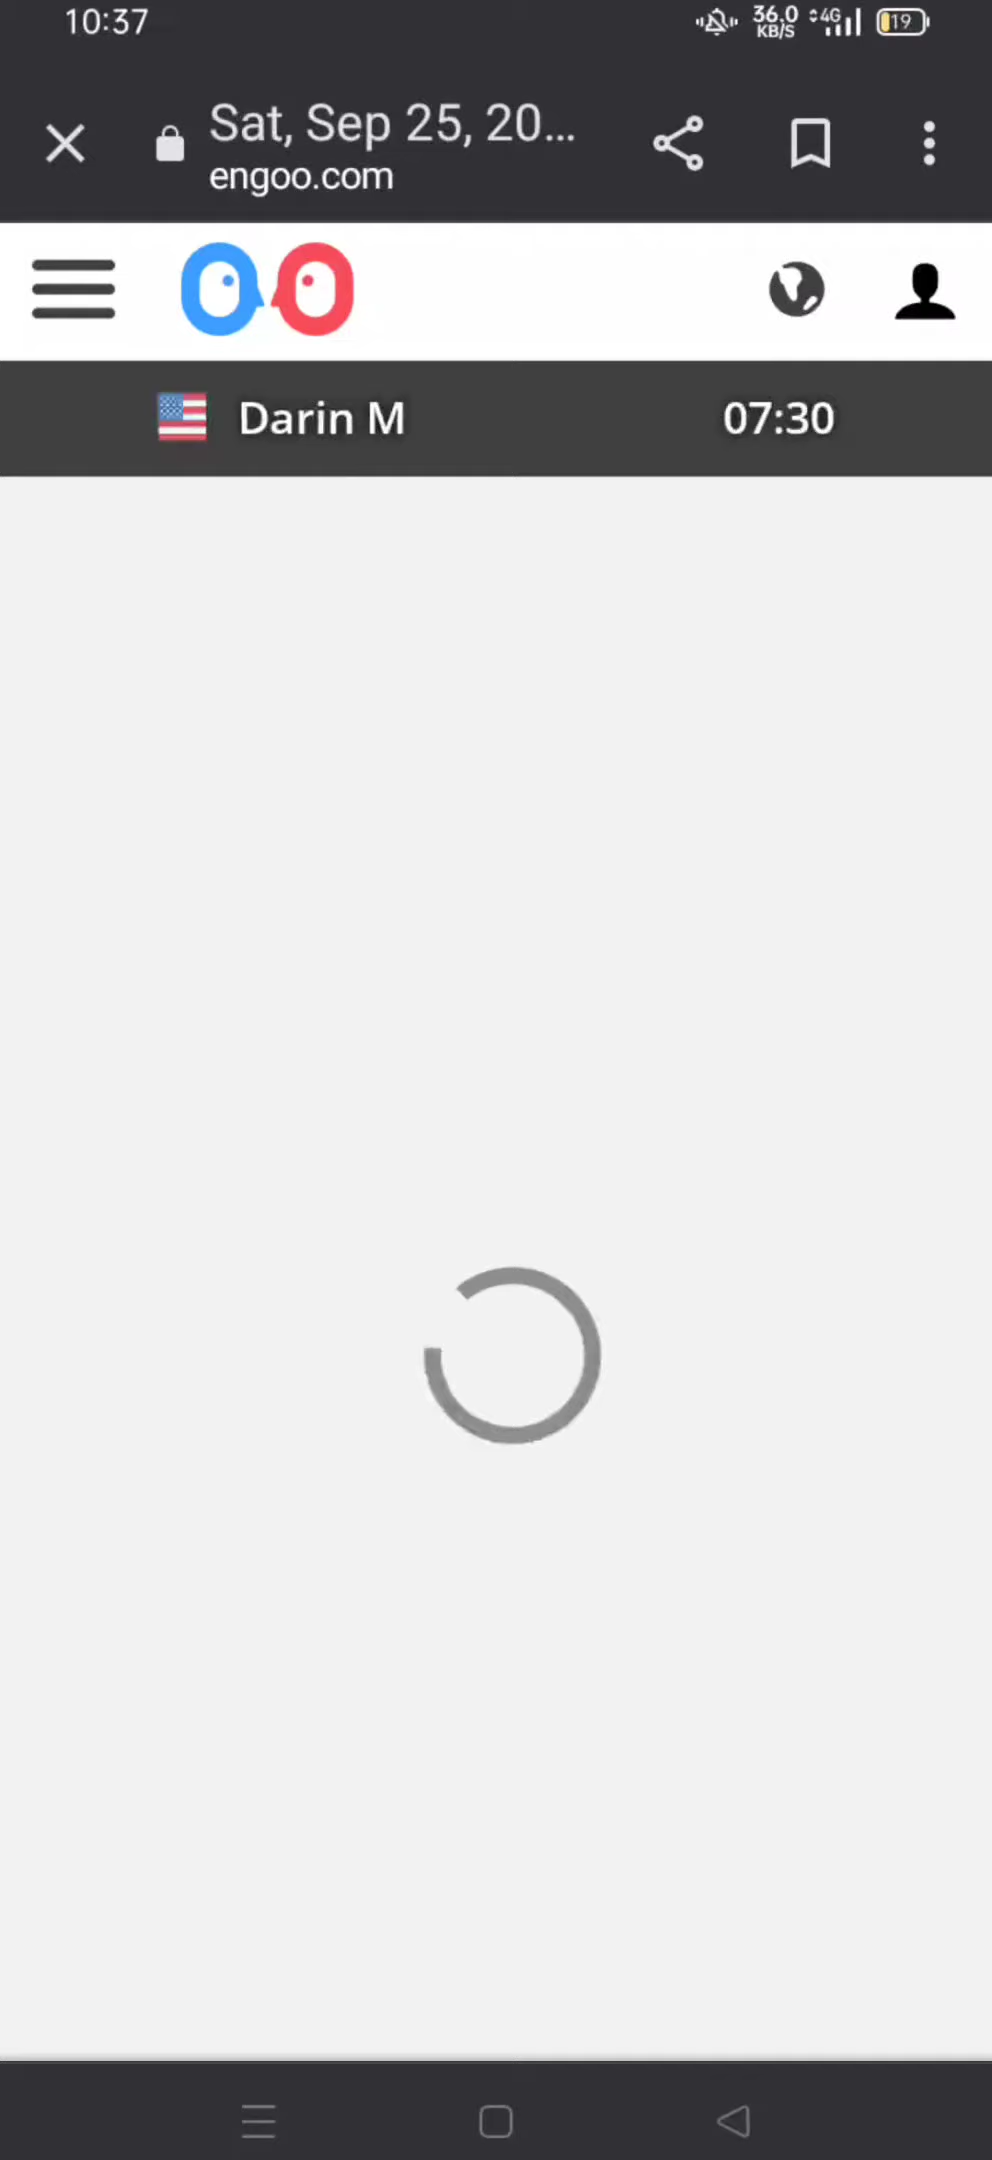 10:37
36.0 KB/S
4G
19
Sat, Sep 25, 20...
engoo.com
Darin M
07:30